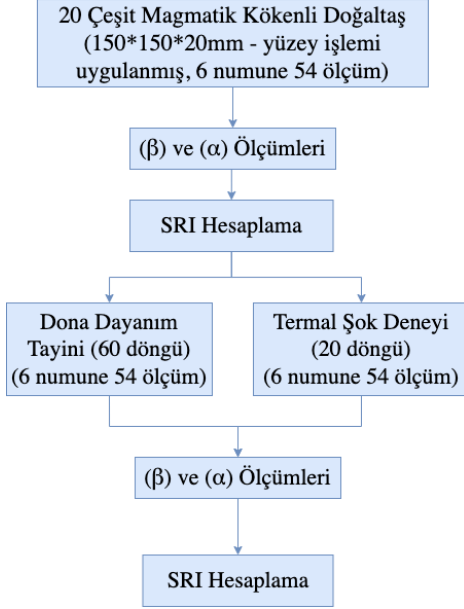 20 Çeşit Magmatik Kökenli Doğaltaş
(150*150*20mm - yüzey işlemi
uygulanmış, 6 numune 54 ölçüm)
(β) ve (α) Ölçümleri
SRI Hesaplama
Dona Dayanım
Tayini (60 döngü)
(6 numune 54 ölçüm)
Termal Şok Deneyi
(20 döngü)
(6 numune 54 ölçüm)
(β) ve (α) Ölçümleri
SRI Hesaplama